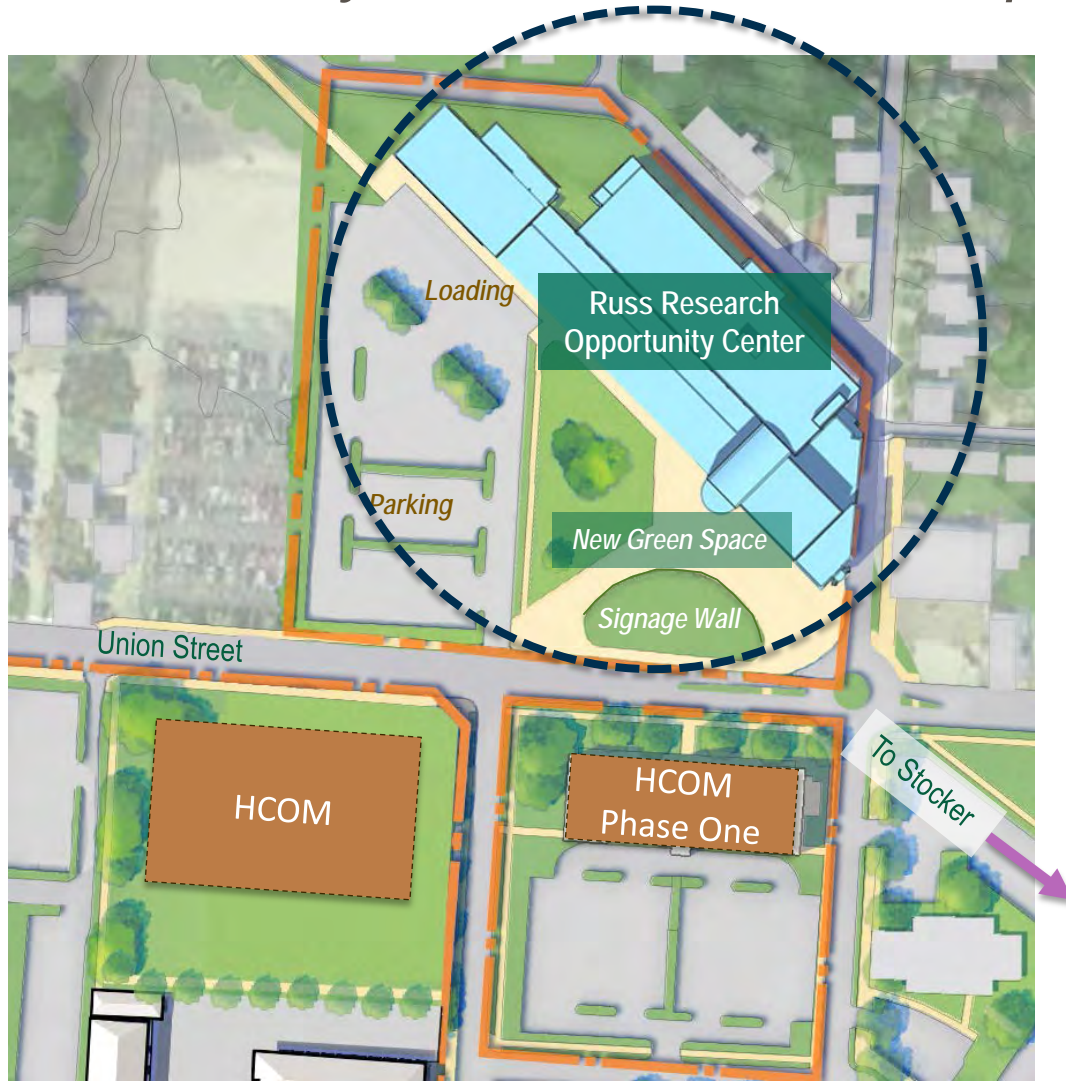 Loading
Russ Research
Opportunity Center
Parking
New Green Space
Signage Wall
Union Street
HCOM
HCOM
Phase One
To Stocker